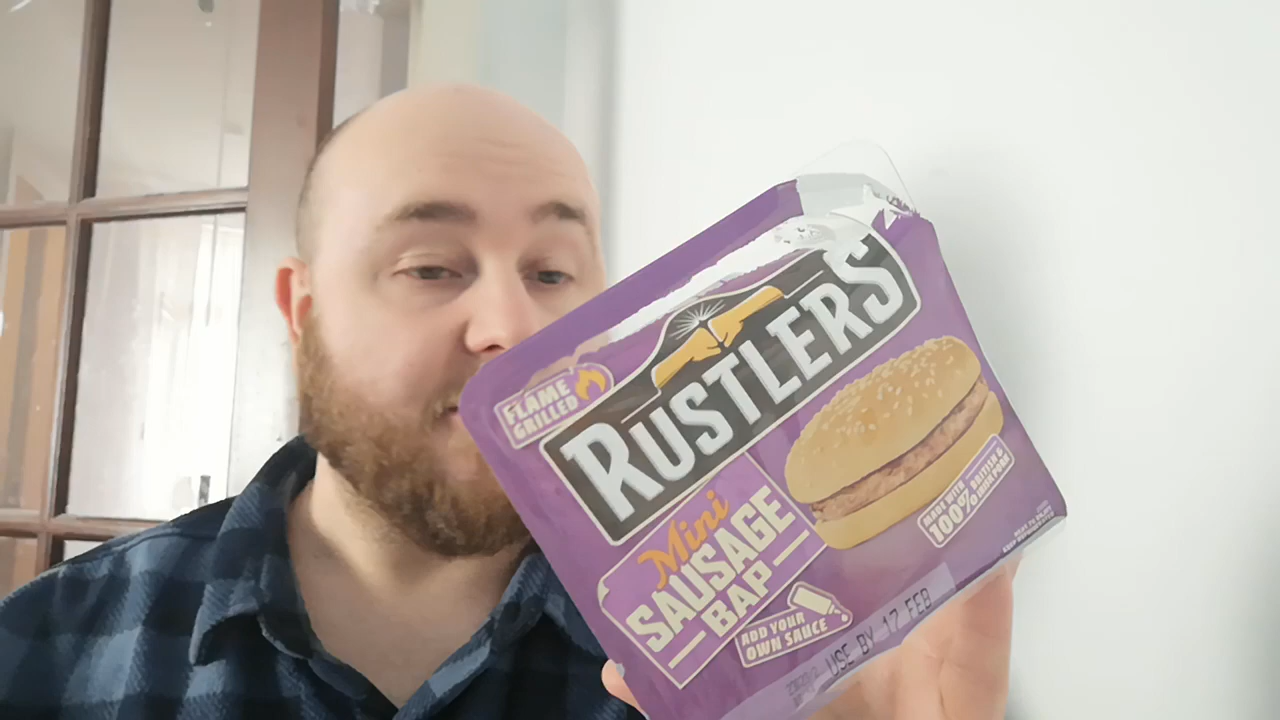 RUSTLERS
FLAME
GRILLED
Mini
SAUSAGE
BAP
ADD YOUR
OWN SAUCE
MADE WITH
100% BRITISH &
IRISH PORK
USE BY 17 FEB